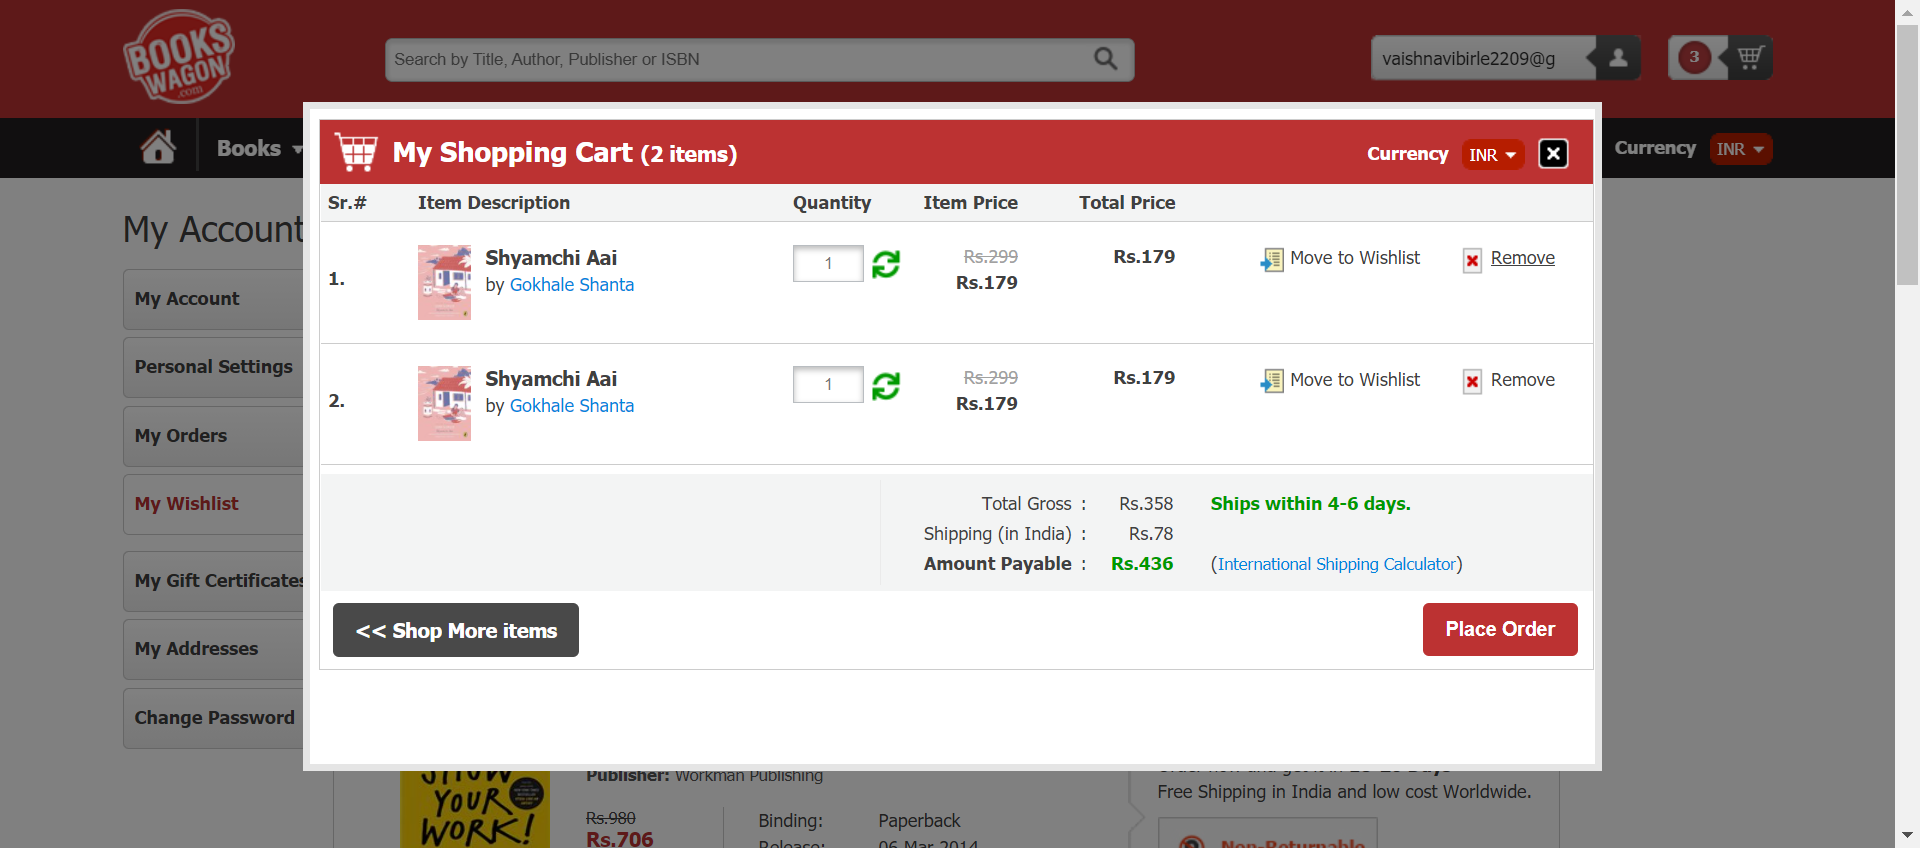 BOOKS
WAGON
.com
Search by Title, Author, Publisher or ISBN
vaishnavibirle2209@g
3
Books
Currency INR
My Shopping Cart (2 items)
Currency INR
Sr.# Item Description Quantity Item Price Total Price
1. Shyamchi Aai 1 Rs.299 Rs.179 Move to Wishlist Remove
by Gokhale Shanta Rs.179
2. Shyamchi Aai 1 Rs.299 Rs.179 Move to Wishlist Remove
by Gokhale Shanta Rs.179
Total Gross : Rs.358 Ships within 4-6 days.
Shipping (in India) : Rs.78
Amount Payable : Rs.436 (International Shipping Calculator)
<< Shop More items
Place Order
My Account
My Account
Personal Settings
My Orders
My Wishlist
My Gift Certificates
My Addresses
Change Password
SHOW
YOUR
WORK!
Publisher: Workman Publishing
Rs.980
Rs.706
Binding: Paperback
Release: 06 Mar 2014
Free Shipping in India and low cost Worldwide.
Non-Returnable